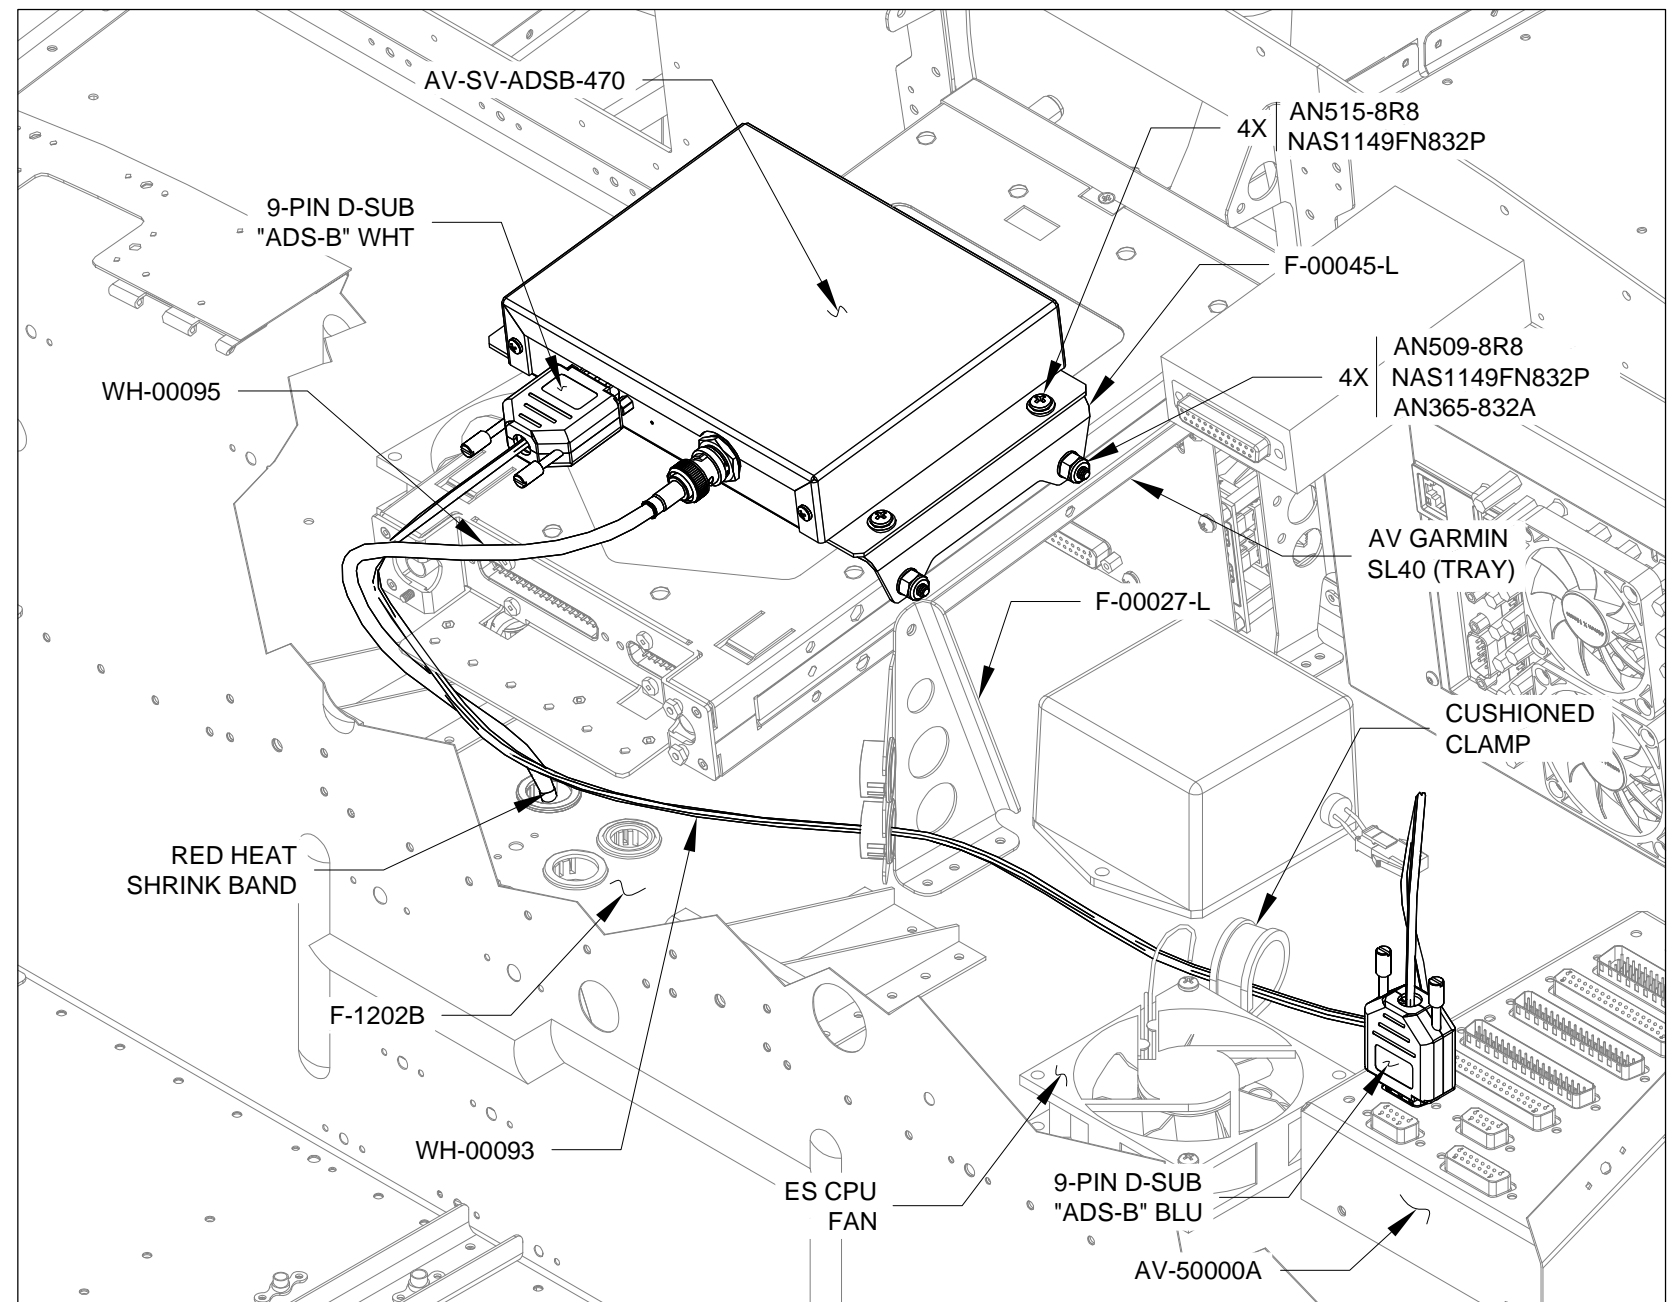 AV-SV-ADSB-470
4X
AN515-8R8
NAS1149FN832P
9-PIN D-SUB
"ADS-B" WHT
F-00045-L
WH-00095
4X
AN509-8R8
NAS1149FN832P
AN365-832A
AV GARMIN
SL40 (TRAY)
F-00027-L
CUSHIONED
CLAMP
RED HEAT
SHRINK BAND
F-1202B
WH-00093
ES CPU
FAN
9-PIN D-SUB
"ADS-B" BLU
AV-50000A